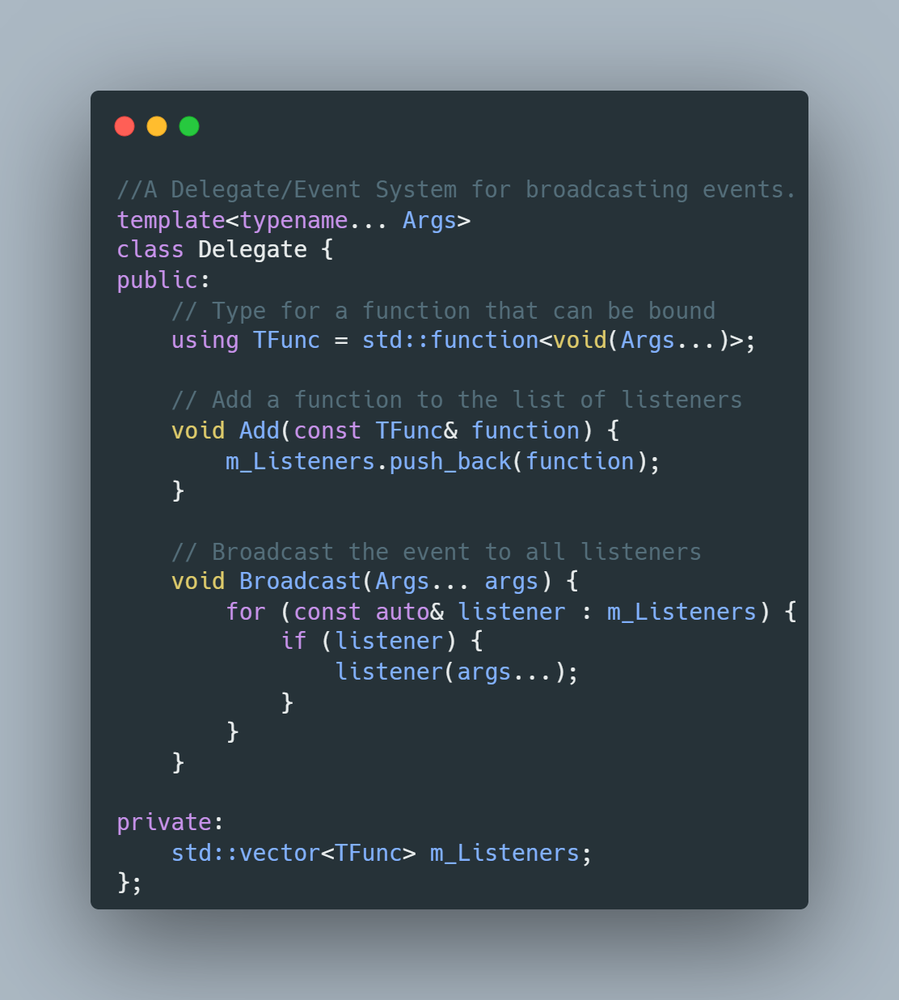 //A Delegate/Event System for broadcasting events.
template<typename... Args>
class Delegate {
public:
    // Type for a function that can be bound
    using TFunc = std::function<void(Args...)>;

    // Add a function to the list of listeners
    void Add(const TFunc& function) {
        m_Listeners.push_back(function);
    }

    // Broadcast the event to all listeners
    void Broadcast(Args... args) {
        for (const auto& listener : m_Listeners) {
            if (listener) {
                listener(args...);
            }
        }
    }

private:
    std::vector<TFunc> m_Listeners;
};